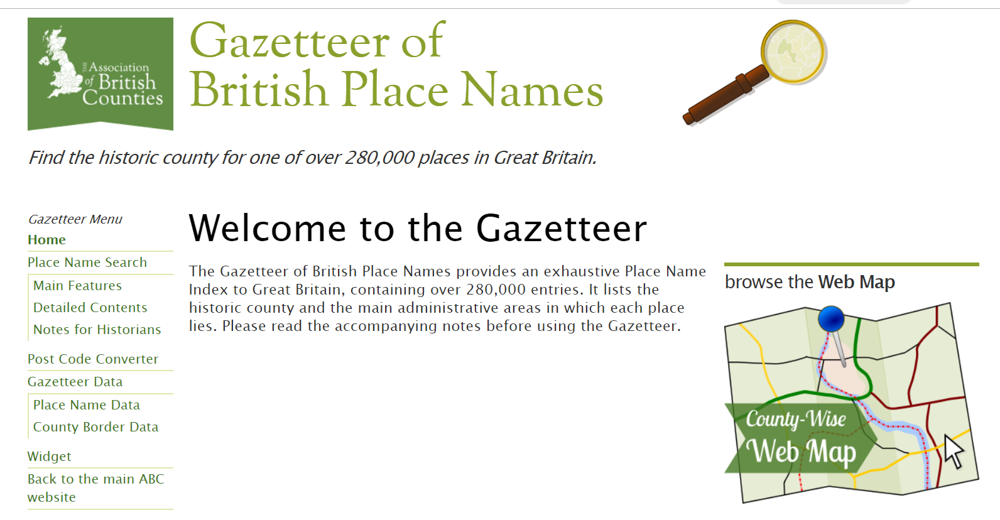 THE Association
of British
Counties
Gazetteer of
British Place Names
Find the historic county for one of over 280,000 places in Great Britain.
Gazetteer Menu
Home
Place Name Search
Main Features
Detailed Contents
Notes for Historians
Post Code Converter
Gazetteer Data
Place Name Data
County Border Data
Widget
Back to the main ABC
website
Welcome to the Gazetteer
The Gazetteer of British Place Names provides an exhaustive Place Name
Index to Great Britain, containing over 280,000 entries. It lists the
historic county and the main administrative areas in which each place
lies. Please read the accompanying notes before using the Gazetteer.
browse the Web Map
County-Wise
Web Map